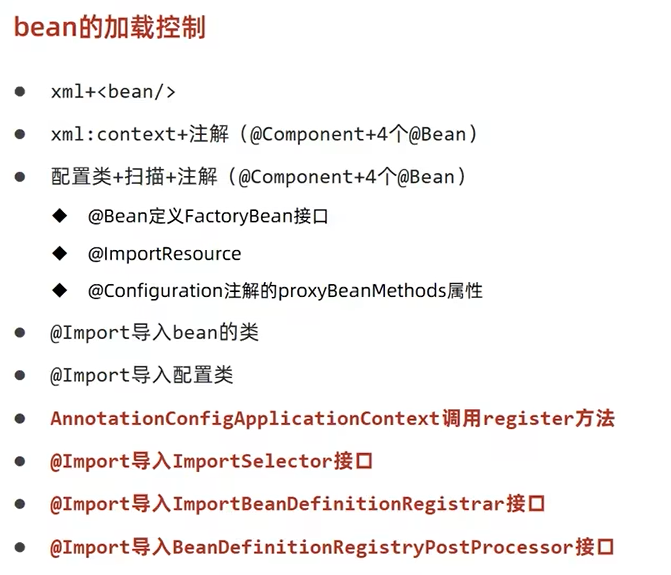 bean的加载控制
xml+<bean/>
xml:context+注解（@Component+4个@Bean）
配置类+扫描+注解（@Component+4个@Bean）
@Bean定义FactoryBean接口
@ImportResource
@Configuration注解的proxyBeanMethods属性
@Import导入bean的类
@Import导入配置类
AnnotationConfigApplicationContext调用register方法
@Import导入ImportSelector接口
@Import导入ImportBeanDefinitionRegistrar接口
@Import导入BeanDefinitionRegistryPostProcessor接口